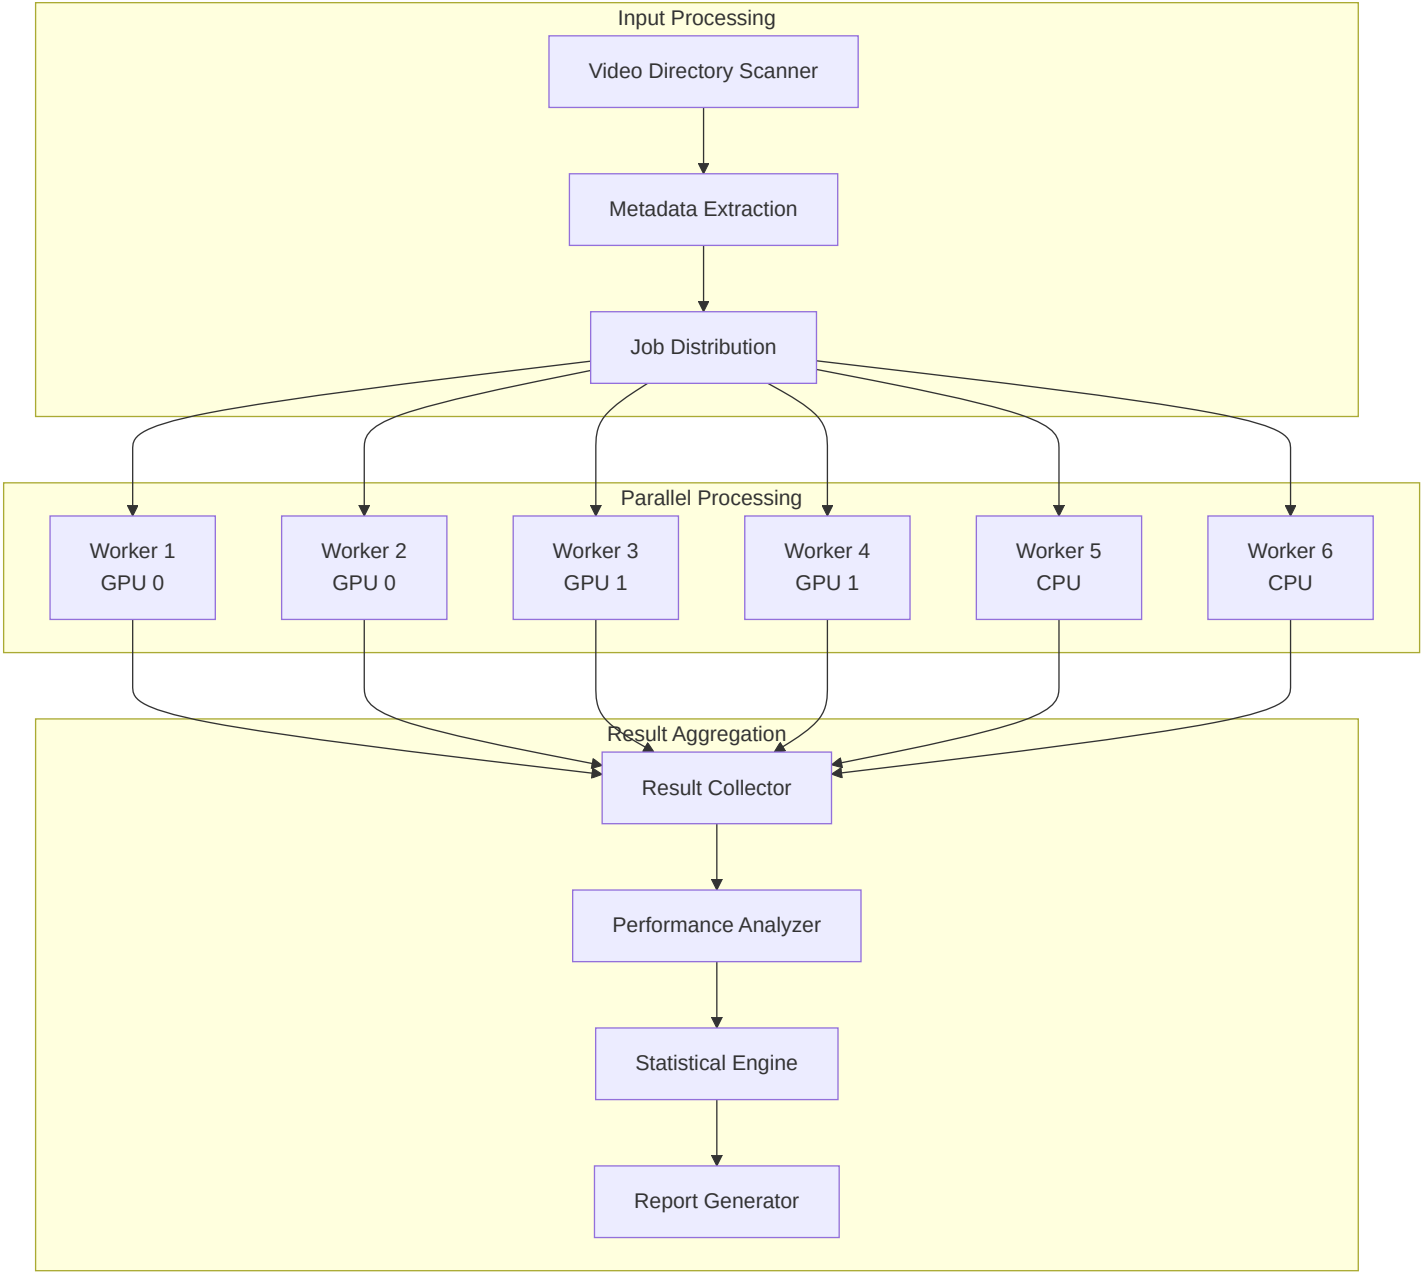 Input Processing
Video Directory Scanner
Metadata Extraction
Job Distribution
Parallel Processing
Worker 1
GPU 0
Worker 2
GPU 0
Worker 3
GPU 1
Worker 4
GPU 1
Worker 5
CPU
Worker 6
CPU
Result Aggregation
Result Collector
Performance Analyzer
Statistical Engine
Report Generator